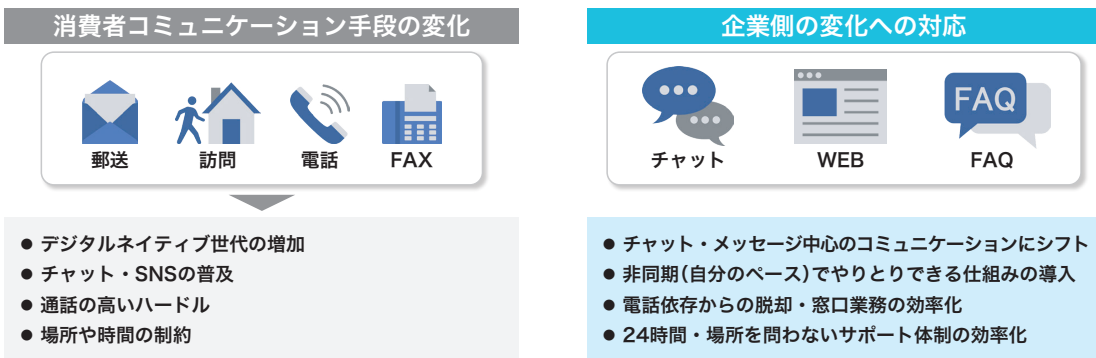 消費者コミュニケーション手段の変化
郵送
訪問
電話
FAX
● デジタルネイティブ世代の増加
● チャット・SNSの普及
● 通話の高いハードル
● 場所や時間の制約
企業側の変化への対応
FAQ
チャット
WEB
FAQ
● チャット・メッセージ中心のコミュニケーションにシフト
● 非同期(自分のペース)でやりとりできる仕組みの導入
● 電話依存からの脱却・窓口業務の効率化
● 24時間・場所を問わないサポート体制の効率化